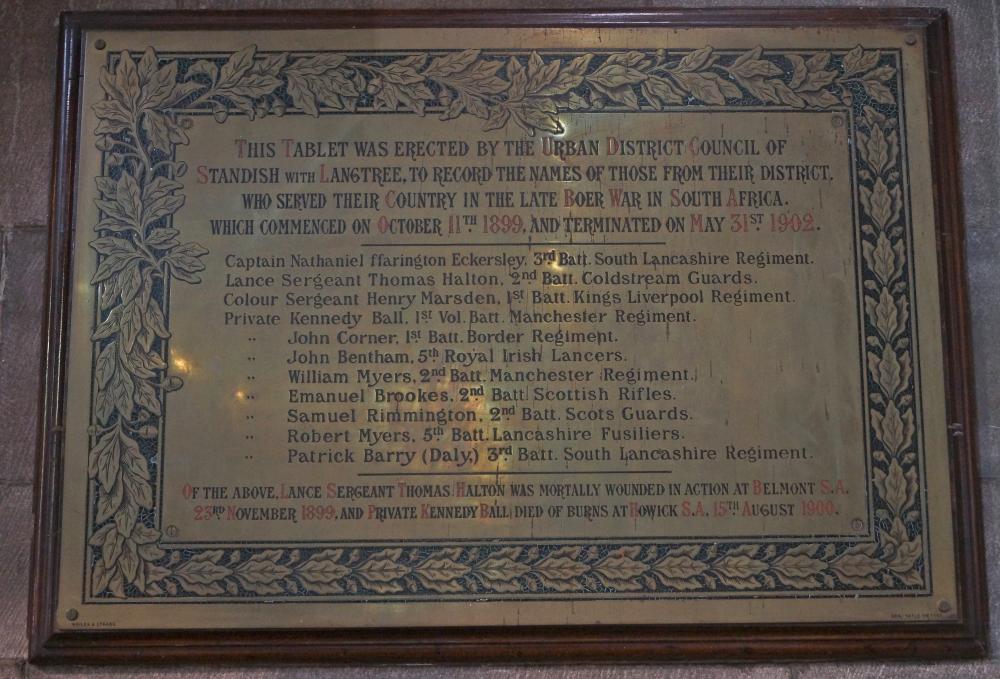 THIS TABLET WAS ERECTED BY THE URBAN DISTRICT COUNCIL OF
STANDISH WITH LANGTREE, TO RECORD THE NAMES OF THOSE FROM THEIR DISTRICT,
WHO SERVED THEIR COUNTRY IN THE LATE BOER WAR IN SOUTH AFRICA.
WHICH COMMENCED ON OCTOBER 11TH 1899, AND TERMINATED ON MAY 31ST 1902.
Captain Nathaniel ffarington Eckersley, 3rd Batt. South Lancashire Regiment.
Lance Sergeant Thomas Halton, 2nd Batt. Coldstream Guards.
Colour Sergeant Henry Marsden, 1st Batt. Kings Liverpool Regiment.
Private Kennedy Ball, 1st Vol. Batt. Manchester Regiment.
" John Corner, 1st Batt. Border Regiment.
" John Bentham, 5th Royal Irish Lancers.
" William Myers, 2nd Batt. Manchester Regiment.
" Emanuel Brookes, 2nd Batt. Scottish Rifles.
" Samuel Rimmington, 2nd Batt. Scots Guards.
" Robert Myers, 5th Batt. Lancashire Fusiliers.
" Patrick Barry (Daly,) 3rd Batt. South Lancashire Regiment.
OF THE ABOVE, LANCE SERGEANT THOMAS HALTON WAS MORTALLY WOUNDED IN ACTION AT BELMONT S.A.
23RD NOVEMBER 1899, AND PRIVATE KENNEDY BALL DIED OF BURNS AT HOWICK S.A. 15TH AUGUST 1900.